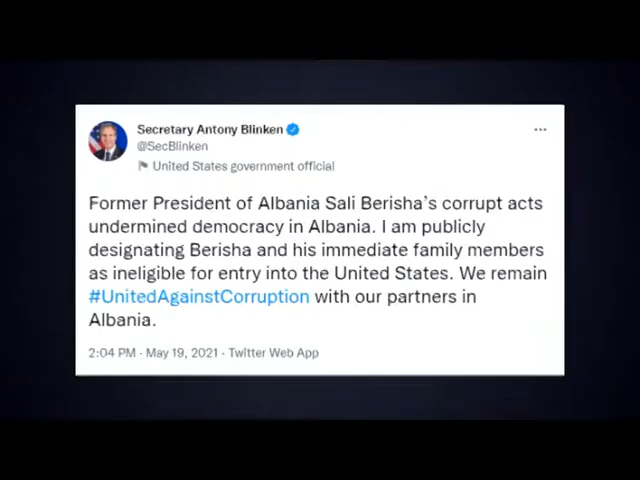 Secretary Antony Blinken
@SecBlinken
United States government official
Former President of Albania Sali Berisha's corrupt acts
undermined democracy in Albania. I am publicly
designating Berisha and his immediate family members
as ineligible for entry into the United States. We remain
#UnitedAgainstCorruption with our partners in
Albania.
2:04 PM · May 19, 2021 · Twitter Web App